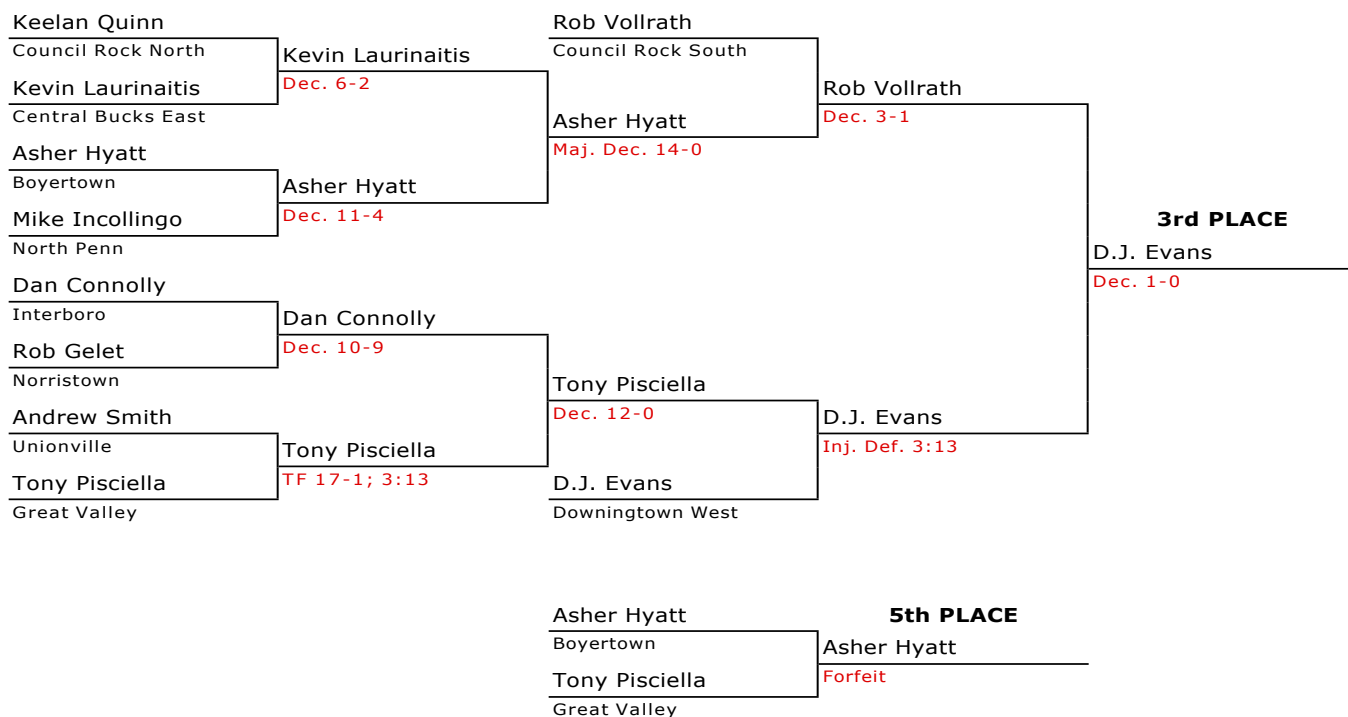 Keelan Quinn
Council Rock North
Kevin Laurinaitis
Central Bucks East
Asher Hyatt
Boyertown
Mike Incollingo
North Penn
Dan Connolly
Interboro
Rob Gelet
Norristown
Andrew Smith
Unionville
Tony Pisciella
Great Valley
Kevin Laurinaitis
Dec. 6-2
Asher Hyatt
Dec. 11-4
Dan Connolly
Dec. 10-9
Tony Pisciella
TF 17-1; 3:13
Rob Vollrath
Council Rock South
Asher Hyatt
Maj. Dec. 14-0
Tony Pisciella
Dec. 12-0
D.J. Evans
Downingtown West
Rob Vollrath
Dec. 3-1
D.J. Evans
Inj. Def. 3:13
3rd PLACE
D.J. Evans
Dec. 1-0
Asher Hyatt
Boyertown
Tony Pisciella
Great Valley
5th PLACE
Asher Hyatt
Forfeit